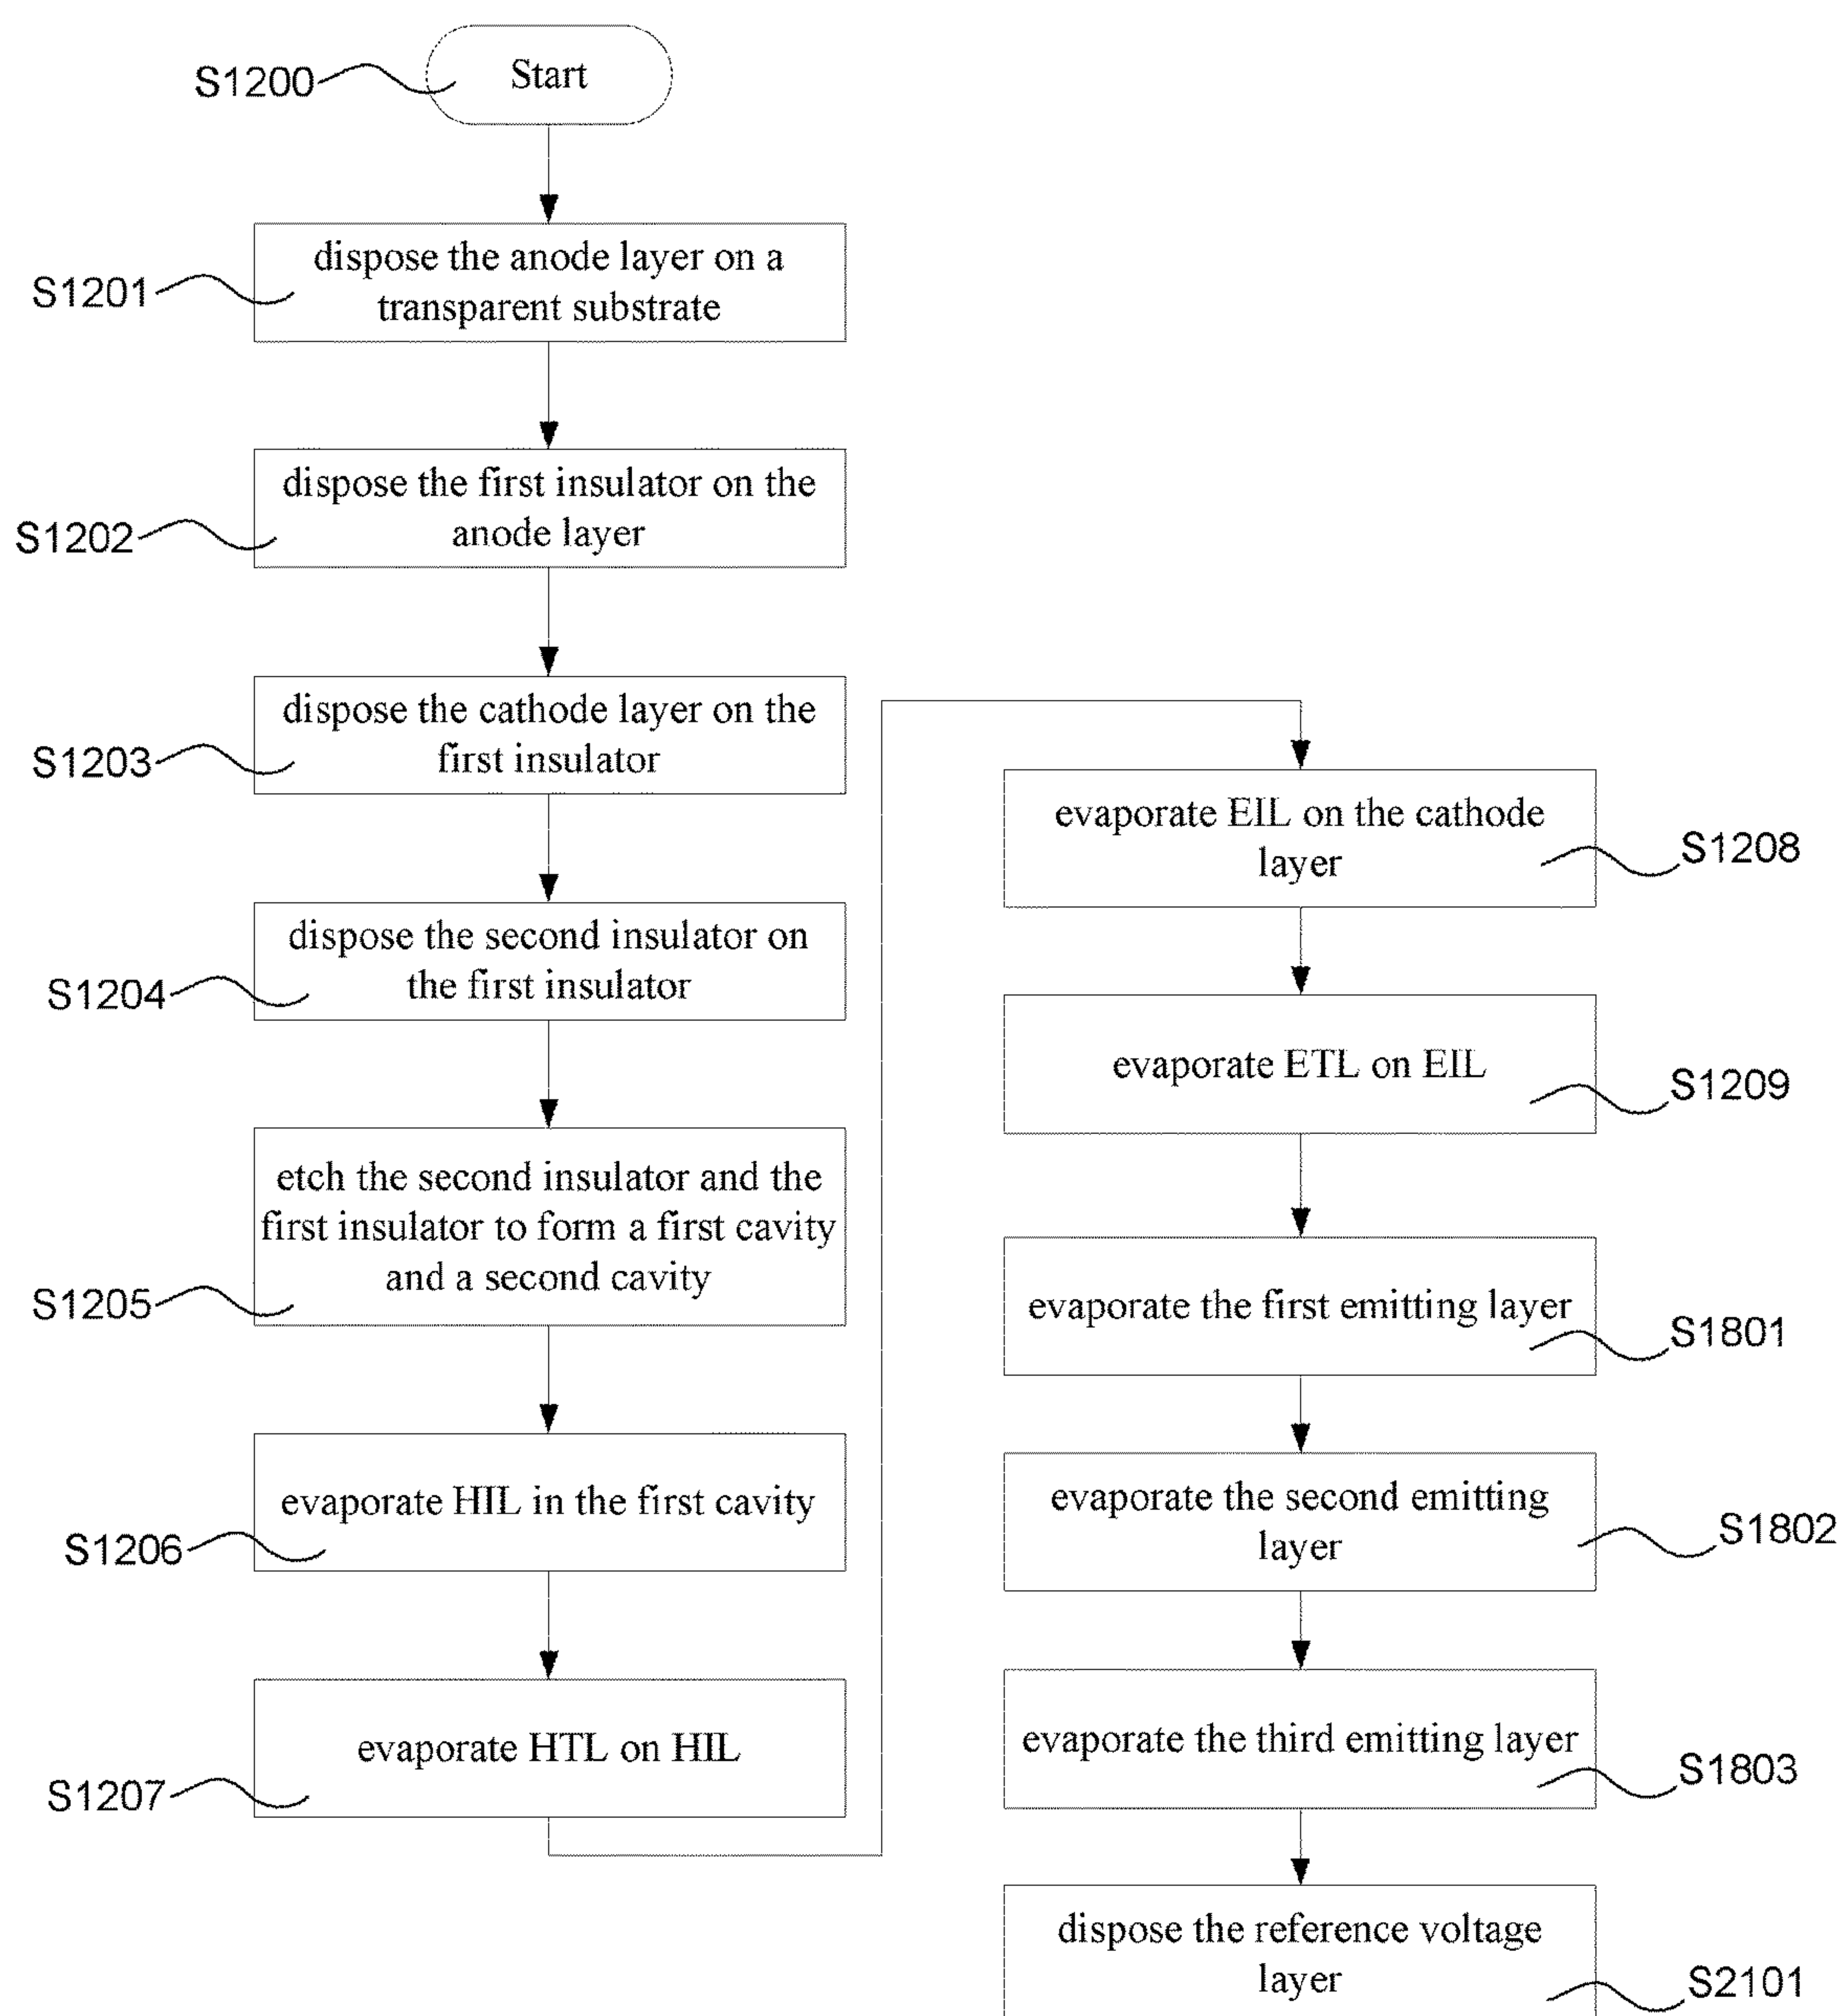 S1200
Start
S1201
dispose the anode layer on a
transparent substrate
S1202
dispose the first insulator on the
anode layer
S1203
dispose the cathode layer on the
first insulator
S1204
dispose the second insulator on
the first insulator
S1205
etch the second insulator and the
first insulator to form a first cavity
and a second cavity
S1206
evaporate HIL in the first cavity
S1207
evaporate HTL on HIL
evaporate EIL on the cathode
layer
S1208
evaporate ETL on EIL
S1209
evaporate the first emitting layer
S1801
evaporate the second emitting
layer
S1802
evaporate the third emitting layer
S1803
dispose the reference voltage
layer
S2101